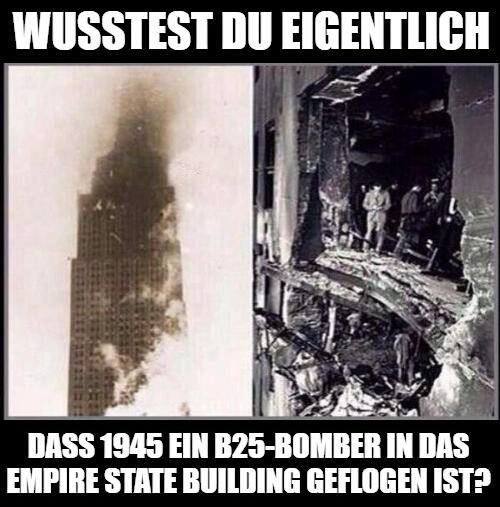 WUSSTEST DU EIGENTLICH
DASS 1945 EIN B25-BOMBER IN DAS
EMPIRE STATE BUILDING GEFLOGEN IST?